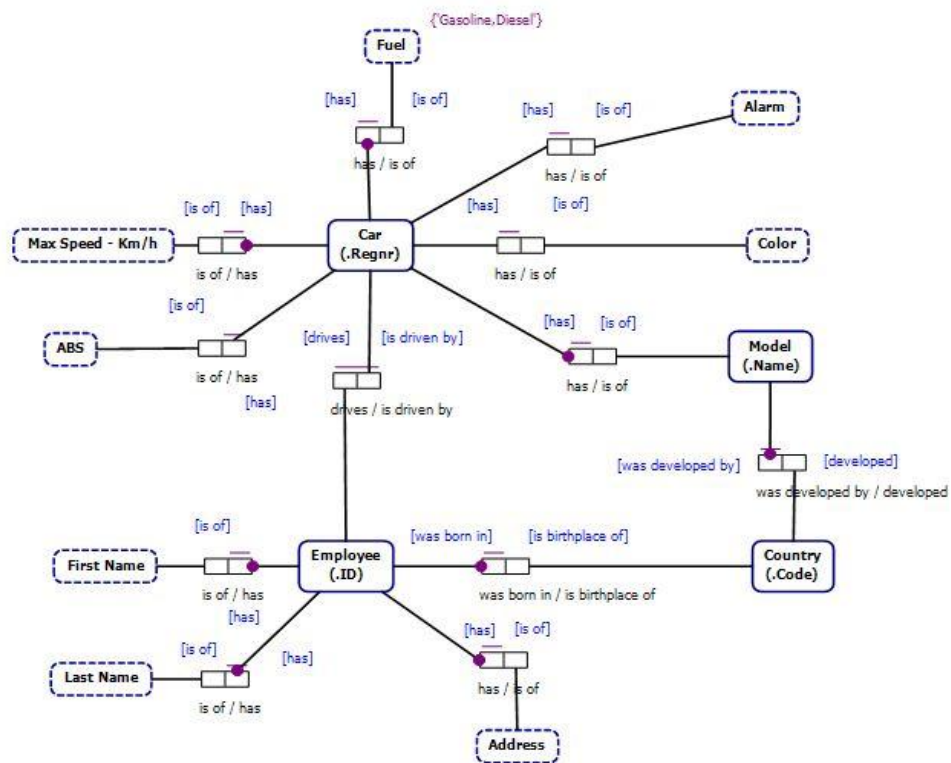 {'Gasoline,Diesel'}
Fuel
[has]
[is of]
has / is of
[has]
[is of]
Alarm
has / is of
[is of]
[has]
Max Speed - Km/h
is of / has
Car
(.Regnr)
[has]
[is of]
Color
has / is of
[is of]
ABS
is of / has
[has]
[drives]
[is driven by]
drives / is driven by
[has]
[is of]
has / is of
Model
(.Name)
[was developed by]
[developed]
was developed by / developed
[is of]
First Name
is of / has
[has]
Employee
(.ID)
[was born in]
[is birthplace of]
was born in / is birthplace of
Country
(.Code)
[is of]
[has]
Last Name
is of / has
[has]
[is of]
has / is of
Address